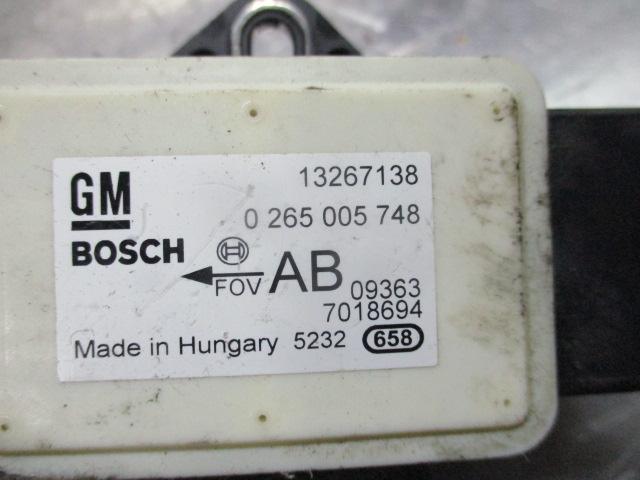 GM 13267138
0 265 005 748
BOSCH
FOV AB 09363
7018694
Made in Hungary 5232 658